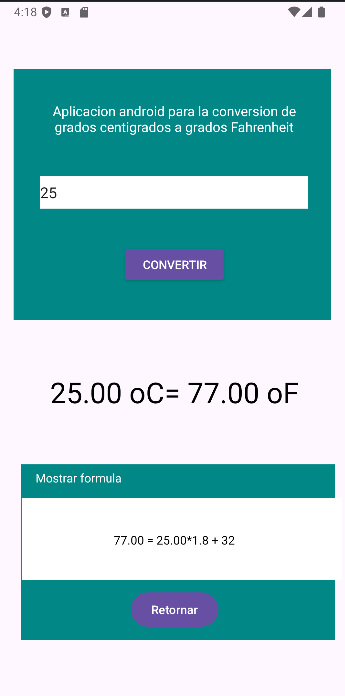 4:18
Aplicacion android para la conversion de
grados centigrados a grados Fahrenheit
25
CONVERTIR
25.00 oC= 77.00 oF
Mostrar formula
77.00 = 25.00*1.8 + 32
Retornar